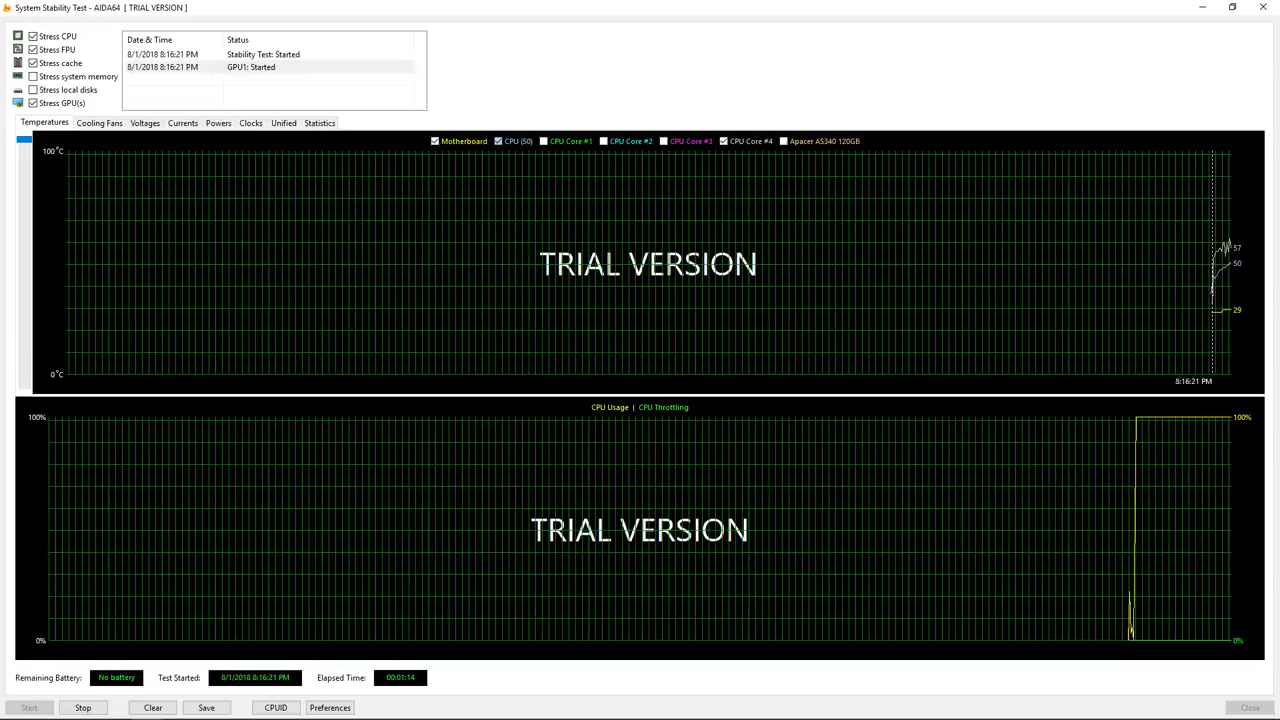 System Stability Test - AIDA64 [ TRIAL VERSION ]
Stress CPU
Stress FPU
Stress cache
Stress system memory
Stress local disks
Stress GPU(s)
Date & Time Status
8/1/2018 8:16:21 PM Stability Test: Started
8/1/2018 8:16:21 PM GPU1: Started
Temperatures Cooling Fans Voltages Currents Powers Clocks Unified Statistics
Motherboard CPU (50) CPU Core #1 CPU Core #2 CPU Core #3 CPU Core #4 Apacer AS340 120GB
100°C
57
TRIAL VERSION 50
29
0°C
8:16:21 PM
CPU Usage | CPU Throttling
100% 100%
TRIAL VERSION
0% 0%
Remaining Battery: No battery Test Started: 8/1/2018 8:16:21 PM Elapsed Time: 00:01:14
Start Stop Clear Save CPUID Preferences Close